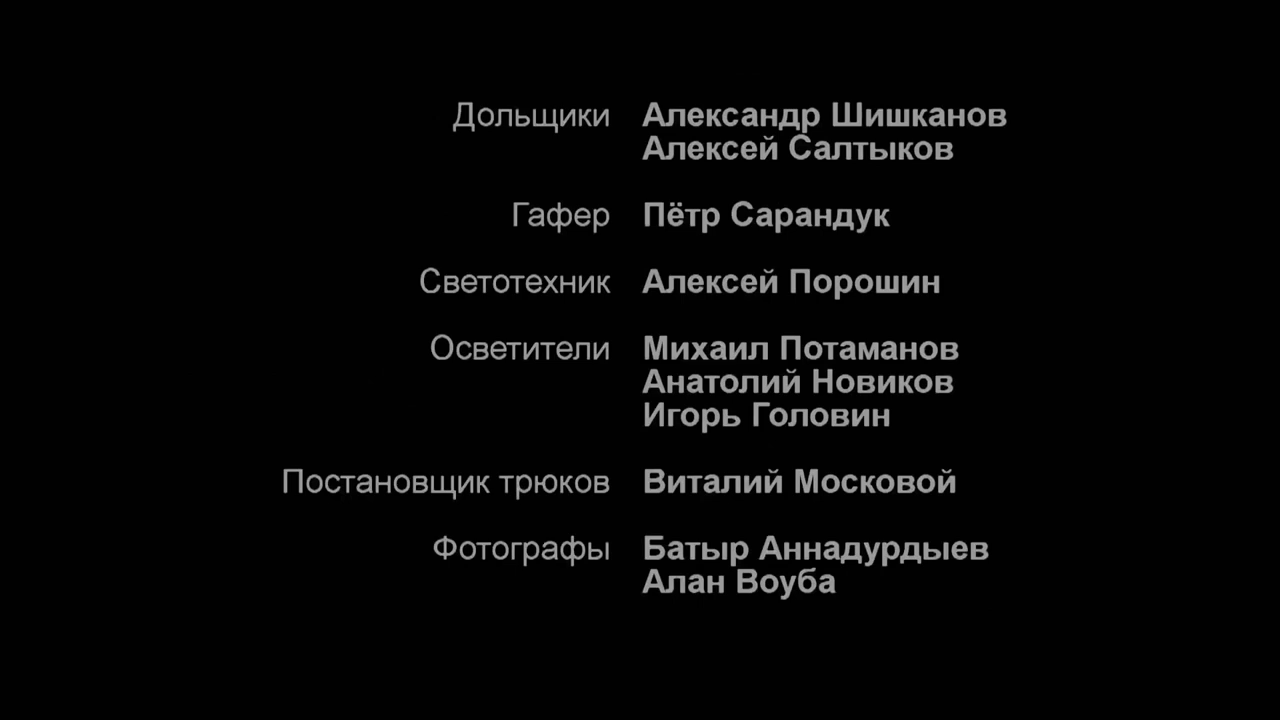 Дольщики Александр Шишканов
Алексей Салтыков
Гафер Пётр Сарандук
Светотехник Алексей Порошин
Осветители Михаил Потаманов
Анатолий Новиков
Игорь Головин
Постановщик трюков Виталий Московой
Фотографы Батыр Аннадурдыев
Алан Воуба